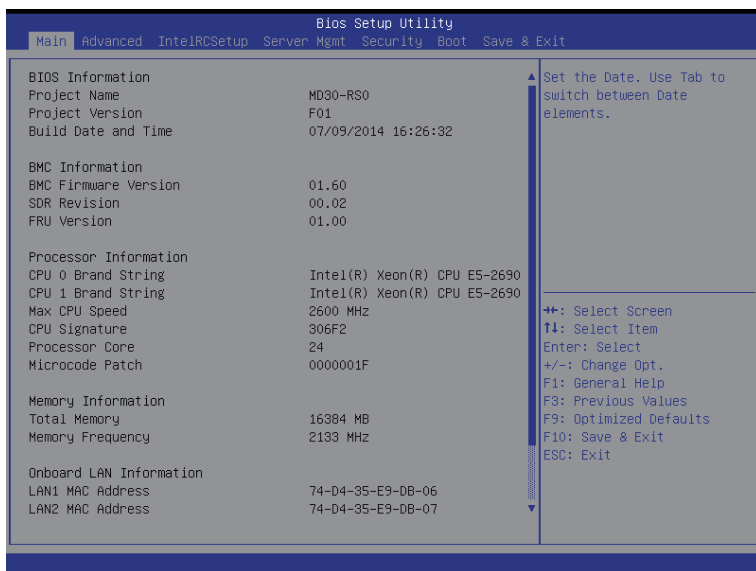 Bios Setup Utility
Main Advanced IntelRCSetup Server Mgmt Security Boot Save & Exit
BIOS Information
Project Name MD30-RS0
Project Version F01
Build Date and Time 07/09/2014 16:26:32
BMC Information
BMC Firmware Version 01.60
SDR Revision 00.02
FRU Version 01.00
Processor Information
CPU 0 Brand String Intel(R) Xeon(R) CPU E5-2690
CPU 1 Brand String Intel(R) Xeon(R) CPU E5-2690
Max CPU Speed 2600 MHz
CPU Signature 306F2
Processor Core 24
Microcode Patch 0000001F
Memory Information
Total Memory 16384 MB
Memory Frequency 2133 MHz
Onboard LAN Information
LAN1 MAC Address 74-D4-35-E9-DB-06
LAN2 MAC Address 74-D4-35-E9-DB-07
Set the Date. Use Tab to
switch between Date
elements.
→←: Select Screen
↑↓: Select Item
Enter: Select
+/-: Change Opt.
F1: General Help
F3: Previous Values
F9: Optimized Defaults
F10: Save & Exit
ESC: Exit